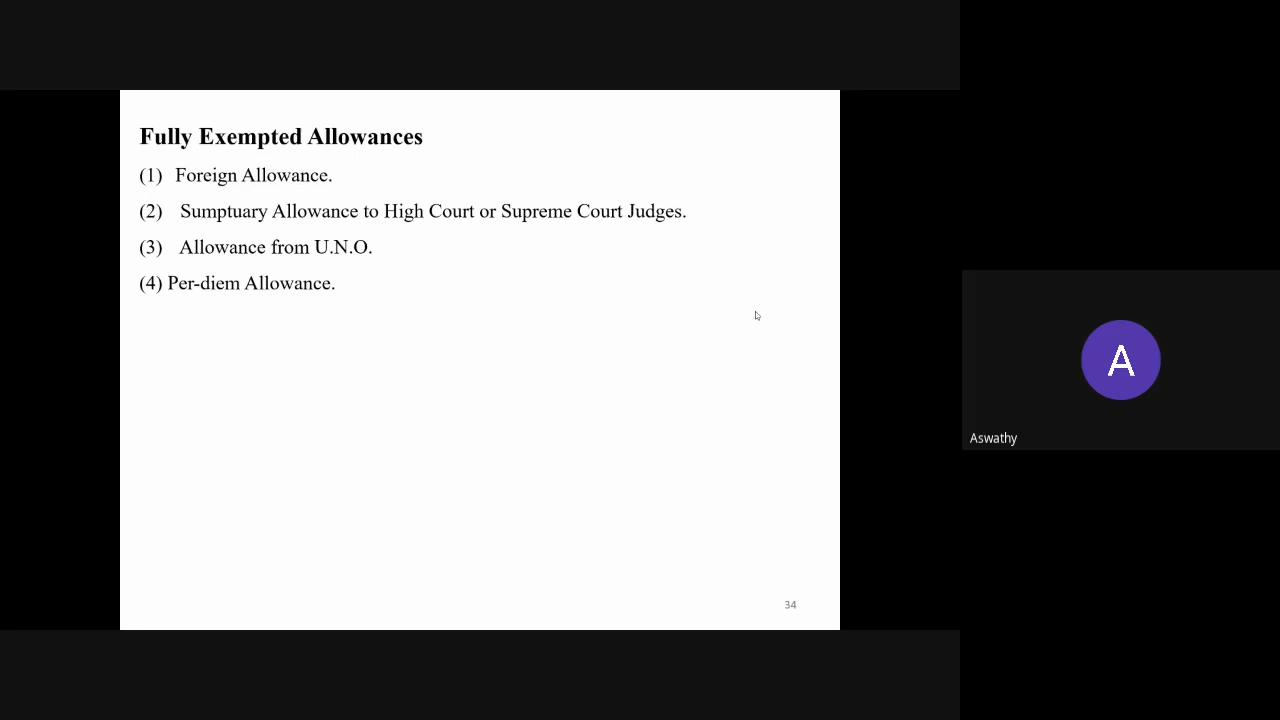 Fully Exempted Allowances
(1) Foreign Allowance.
(2) Sumptuary Allowance to High Court or Supreme Court Judges.
(3) Allowance from U.N.O.
(4) Per-diem Allowance.
34
A
Aswathy